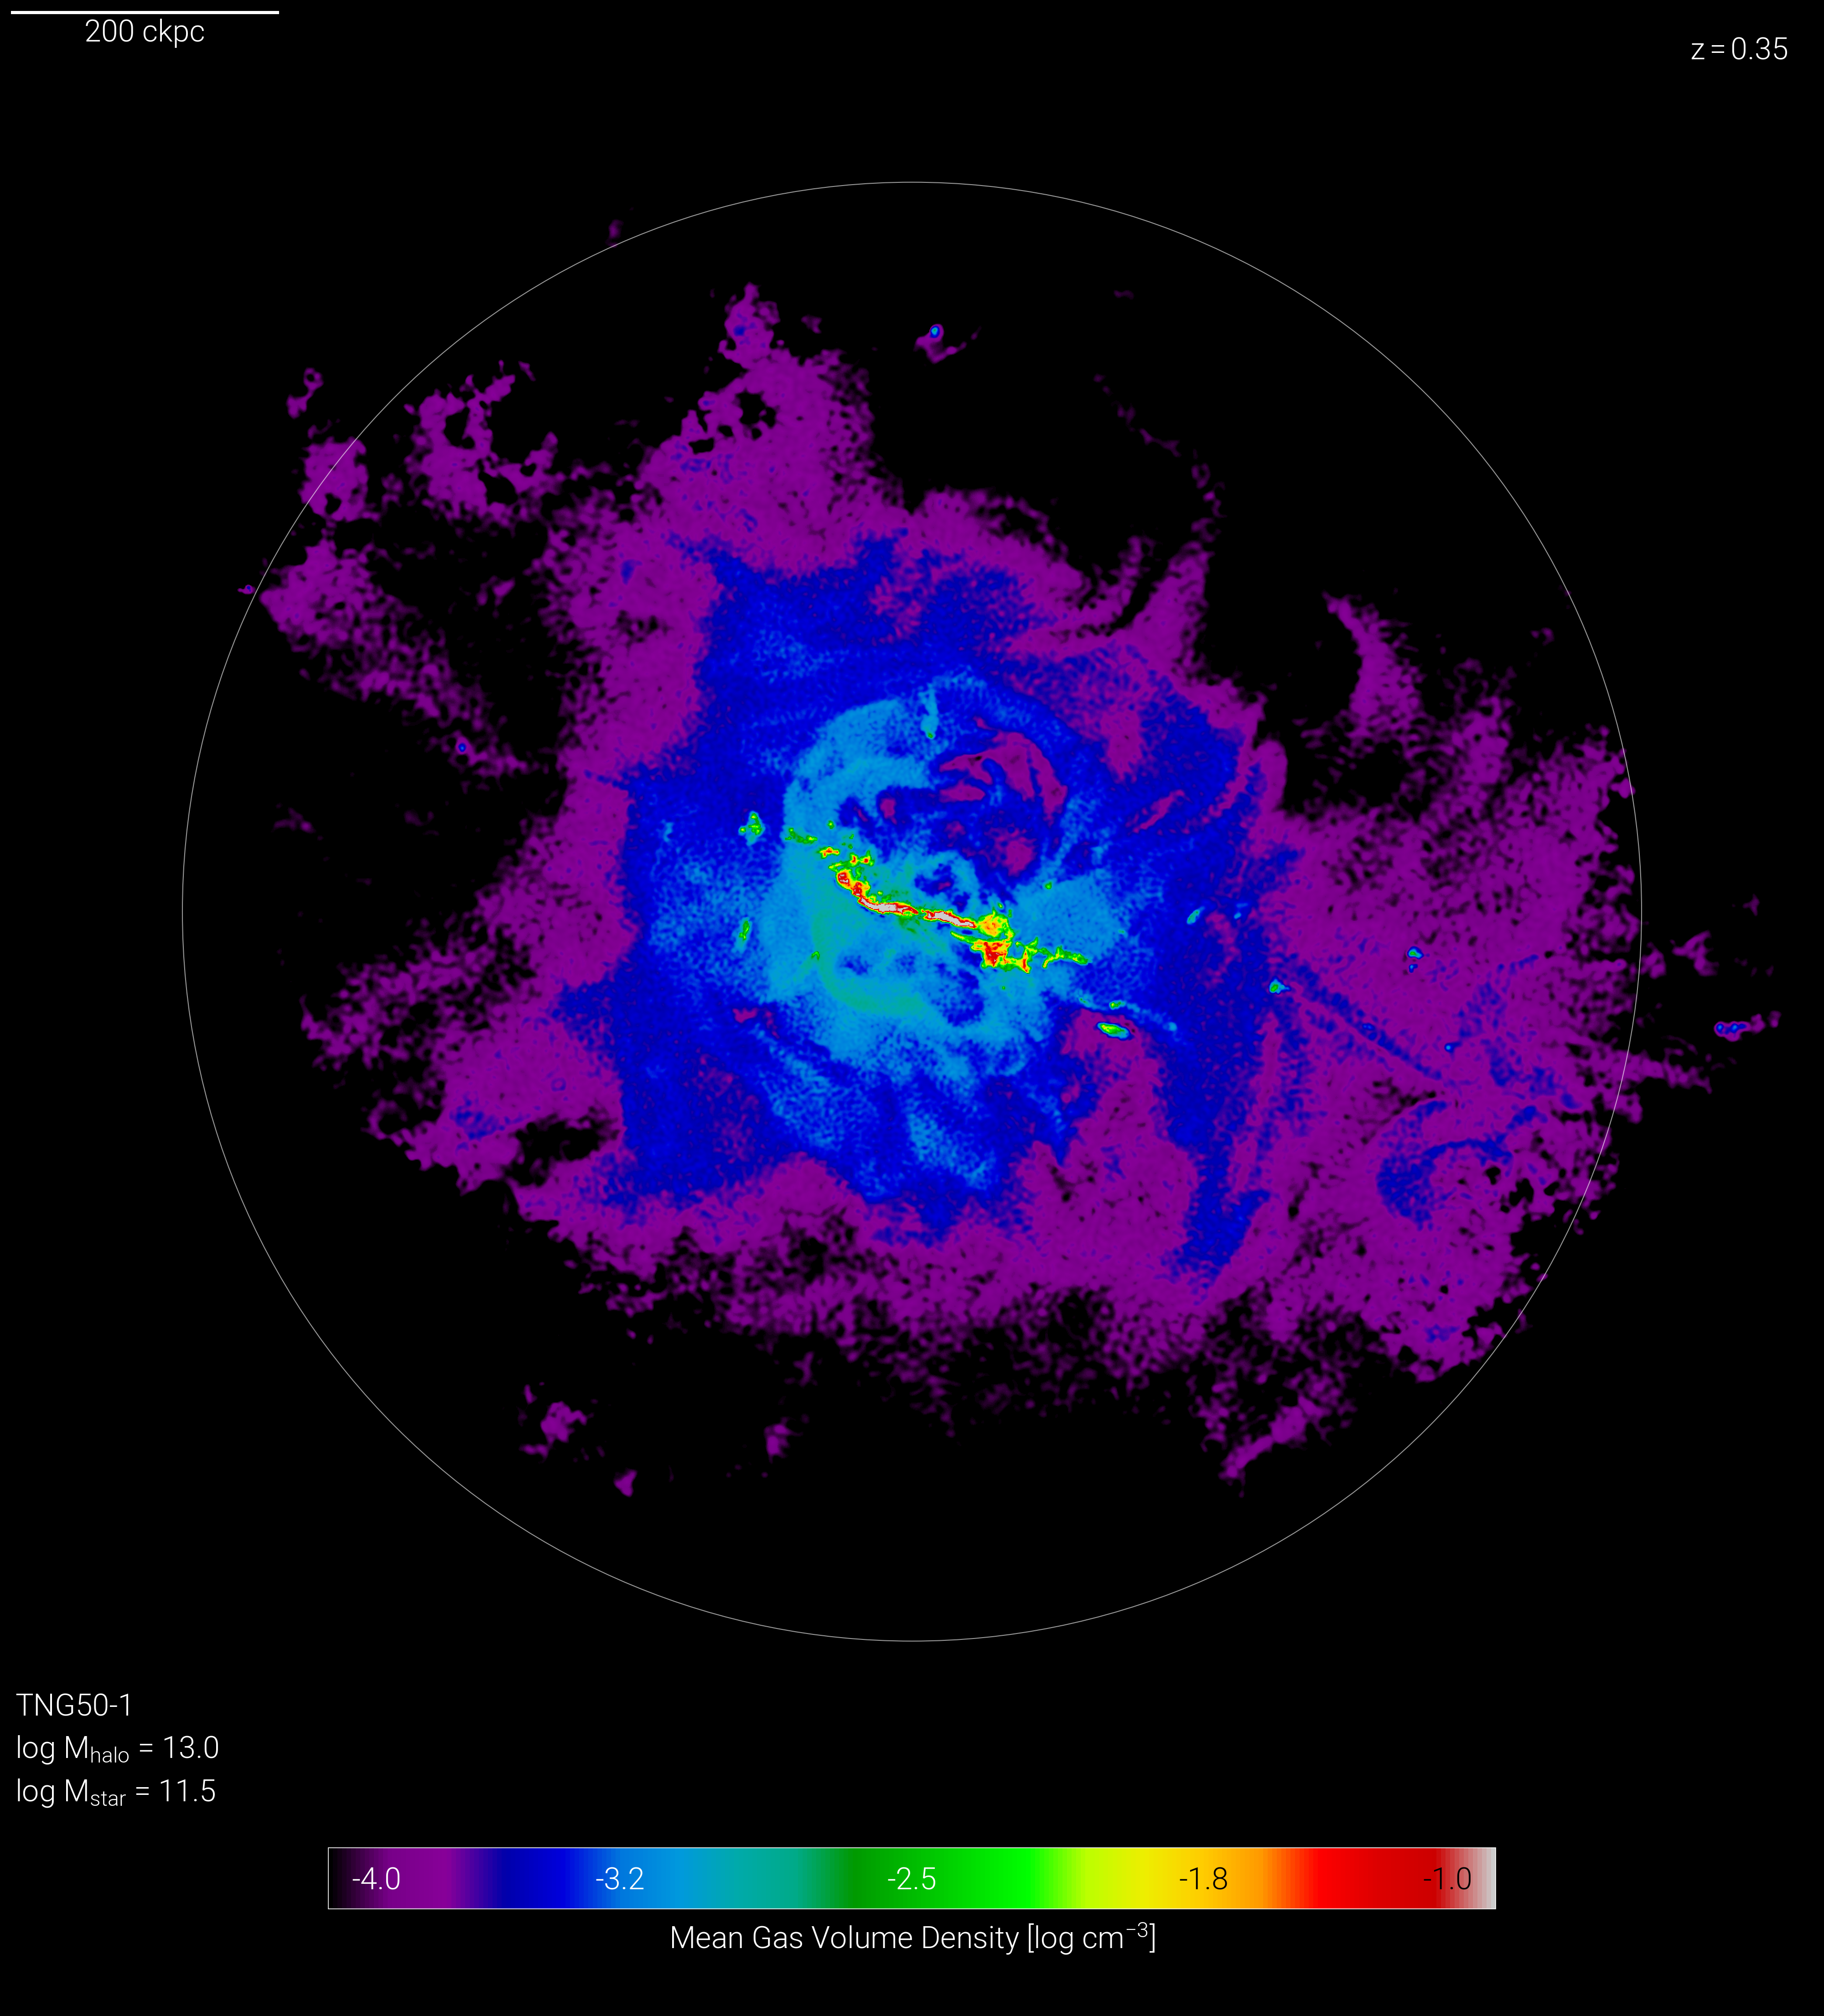 200 ckpc
z = 0.35
TNG50-1
log Mhalo = 13.0
log Mstar = 11.5
-4.0 -3.2 -2.5 -1.8 -1.0
Mean Gas Volume Density [log cm⁻³]